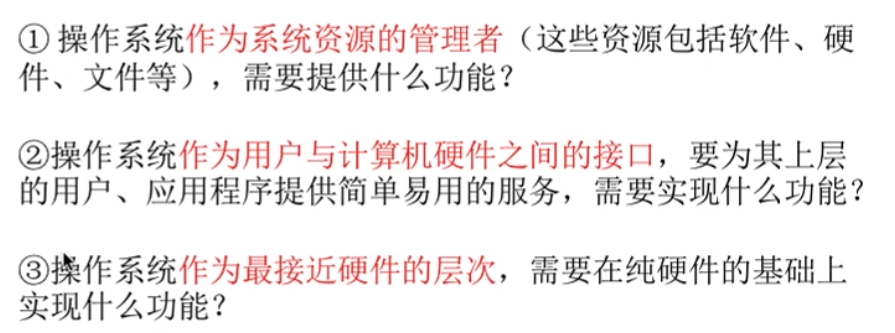 ① 操作系统作为系统资源的管理者（这些资源包括软件、硬
件、文件等），需要提供什么功能？
②操作系统作为用户与计算机硬件之间的接口，要为其上层
的用户、应用程序提供简单易用的服务，需要实现什么功能？
③操作系统作为最接近硬件的层次，需要在纯硬件的基础上
实现什么功能？